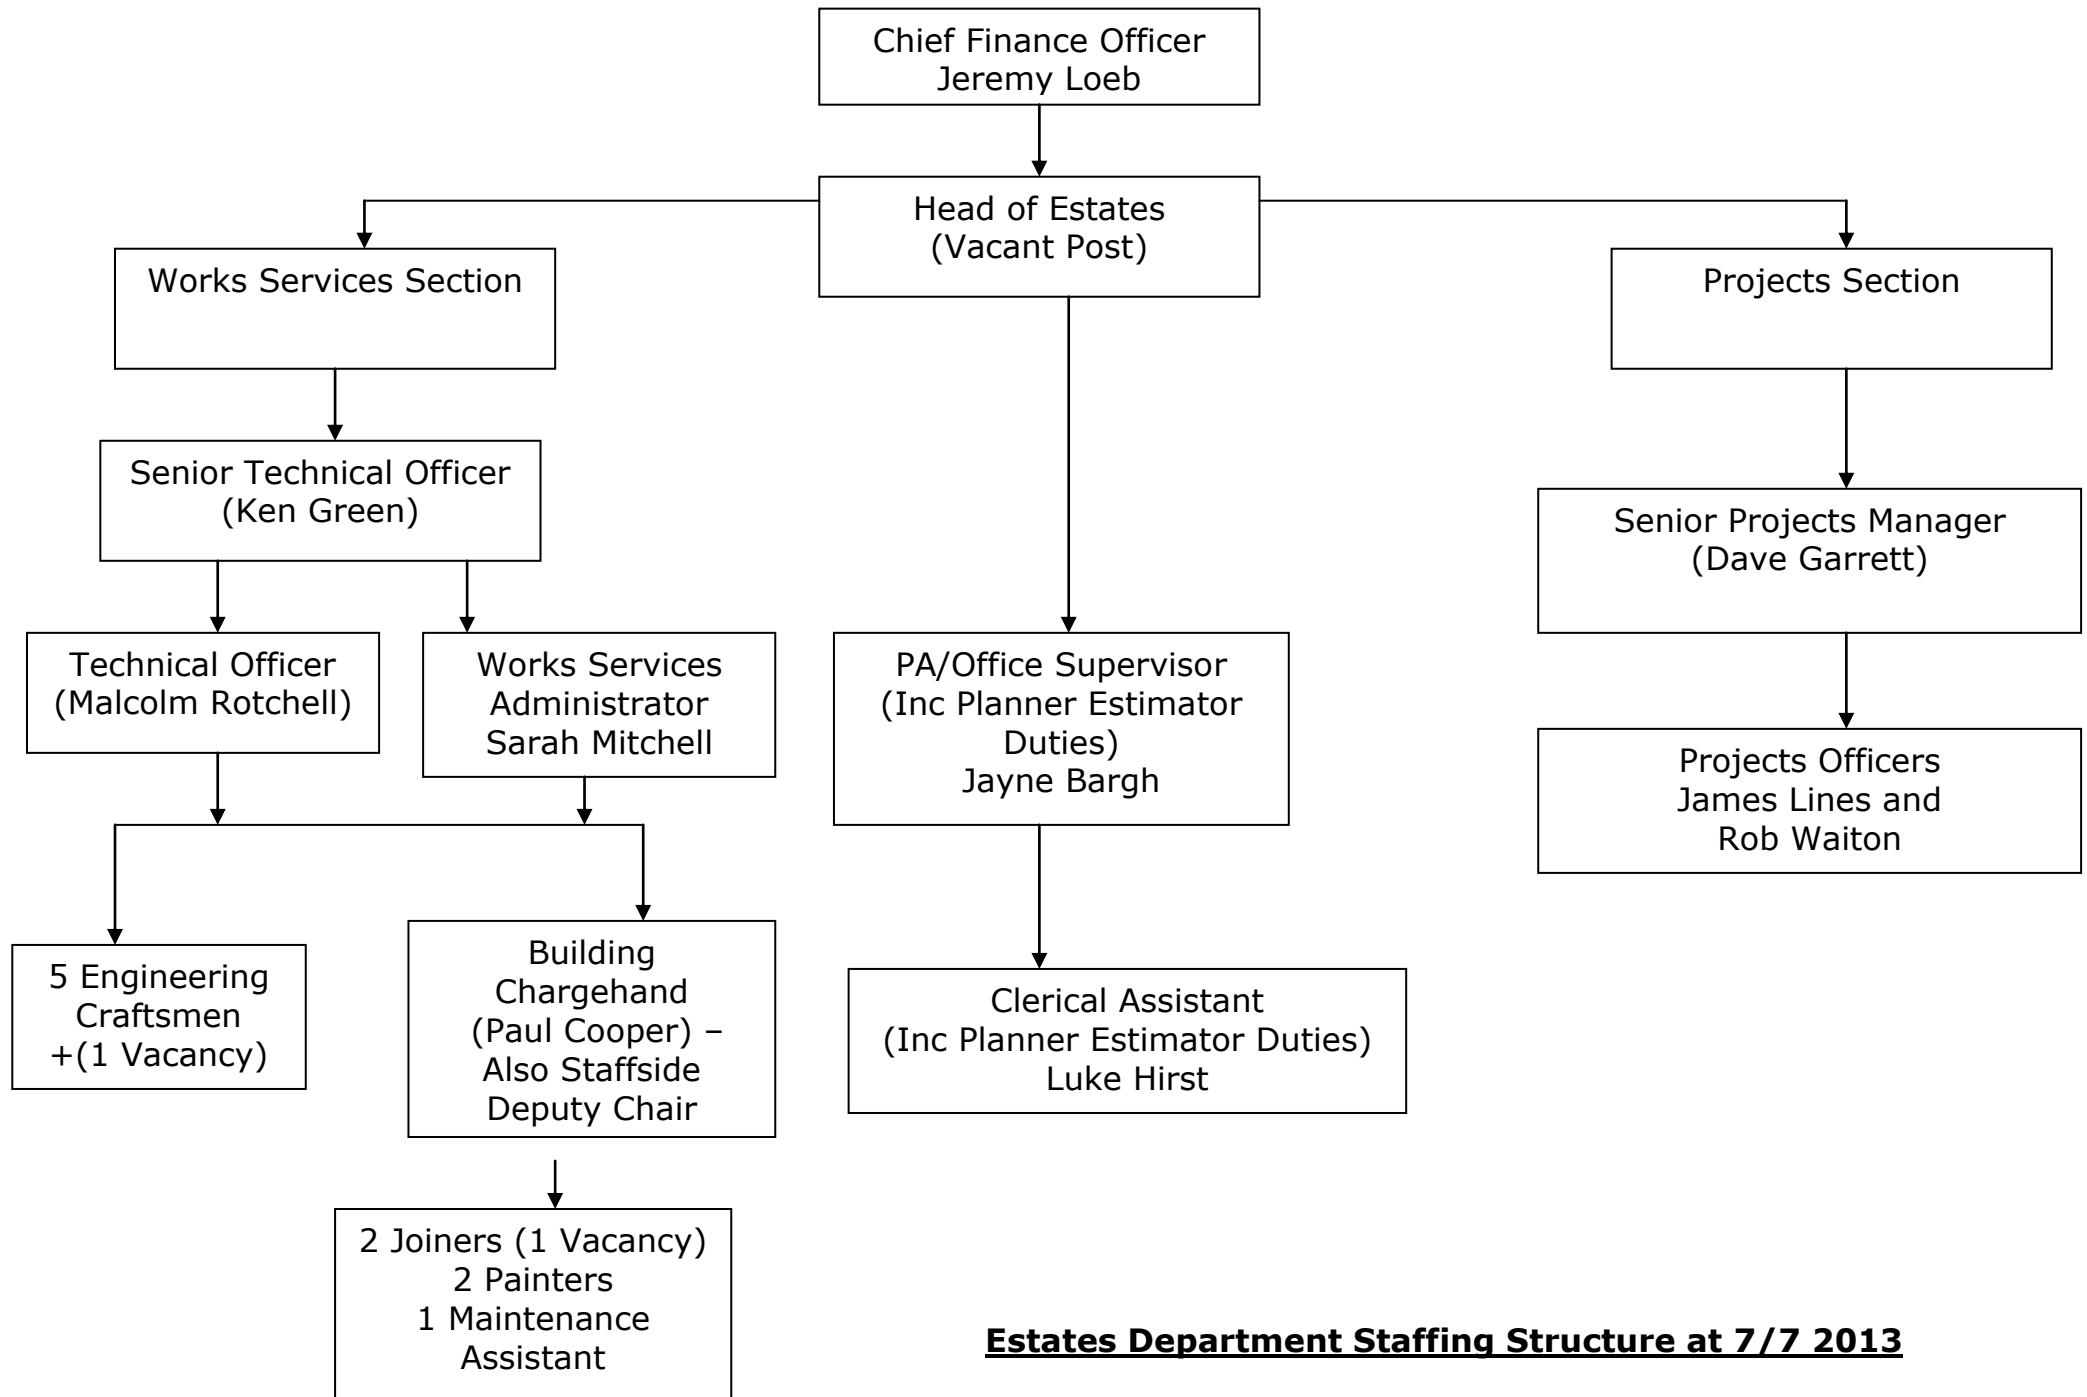 Chief Finance Officer
Jeremy Loeb
Head of Estates
(Vacant Post)
Works Services Section
Projects Section
Senior Technical Officer
(Ken Green)
Senior Projects Manager
(Dave Garrett)
Technical Officer
(Malcolm Rotchell)
Works Services
Administrator
Sarah Mitchell
PA/Office Supervisor
(Inc Planner Estimator
Duties)
Jayne Bargh
Projects Officers
James Lines and
Rob Waiton
5 Engineering
Craftsmen
+(1 Vacancy)
Building
Chargehand
(Paul Cooper) –
Also Staffside
Deputy Chair
Clerical Assistant
(Inc Planner Estimator Duties)
Luke Hirst
2 Joiners (1 Vacancy)
2 Painters
1 Maintenance
Assistant
Estates Department Staffing Structure at 7/7 2013